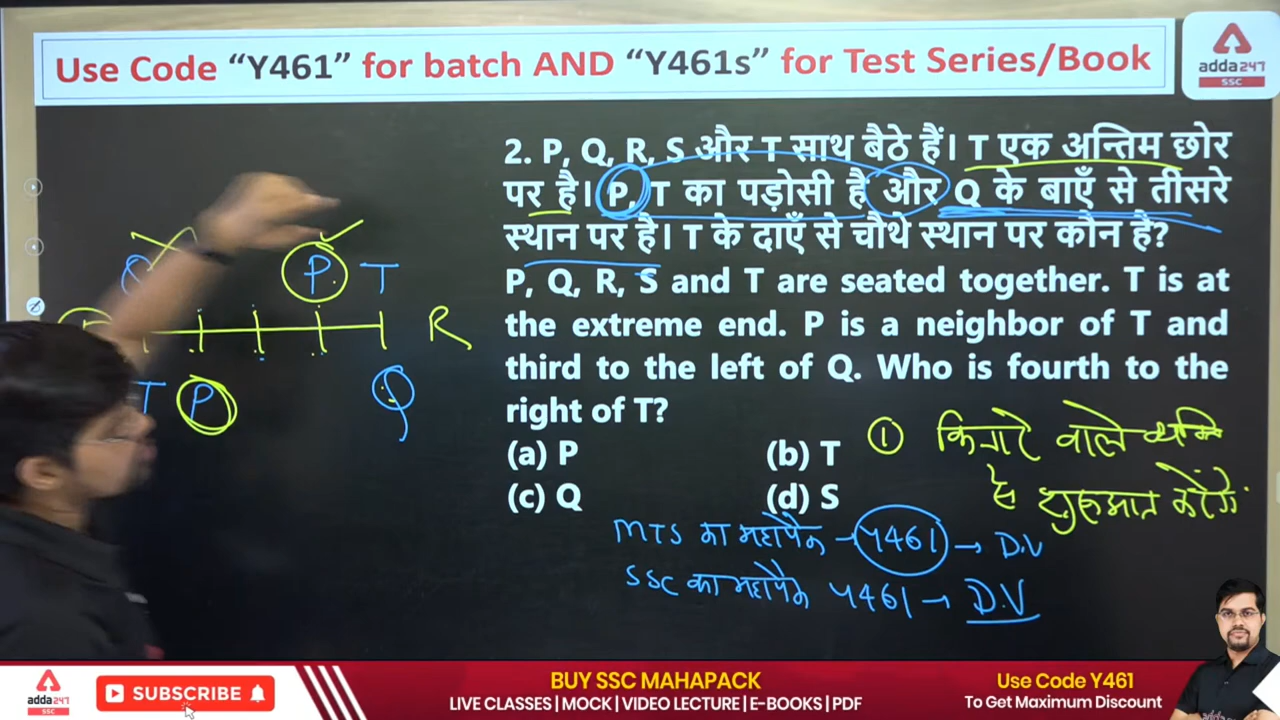 Use Code “Y461” for batch AND “Y461s” for Test Series/Book
adda247
SSC
2. P, Q, R, S और T साथ बैठे हैं। T एक अन्तिम छोर
पर है। P, T का पड़ोसी है और Q के बाएँ से तीसरे
स्थान पर है। T के दाएँ से चौथे स्थान पर कौन है?
P, Q, R, S and T are seated together. T is at
the extreme end. P is a neighbor of T and
third to the left of Q. Who is fourth to the
right of T?
(a) P
(b) T
(c) Q
(d) S
P T
R
T P Q
① किनारे वाले व्यक्ति
से शुरुआत करेंगे
MTS का महापैक → Y461 → D.V
SSC का महापैक Y461 → D.V
adda247
SSC
SUBSCRIBE
BUY SSC MAHAPACK
LIVE CLASSES | MOCK | VIDEO LECTURE | E-BOOKS | PDF
Use Code Y461
To Get Maximum Discount